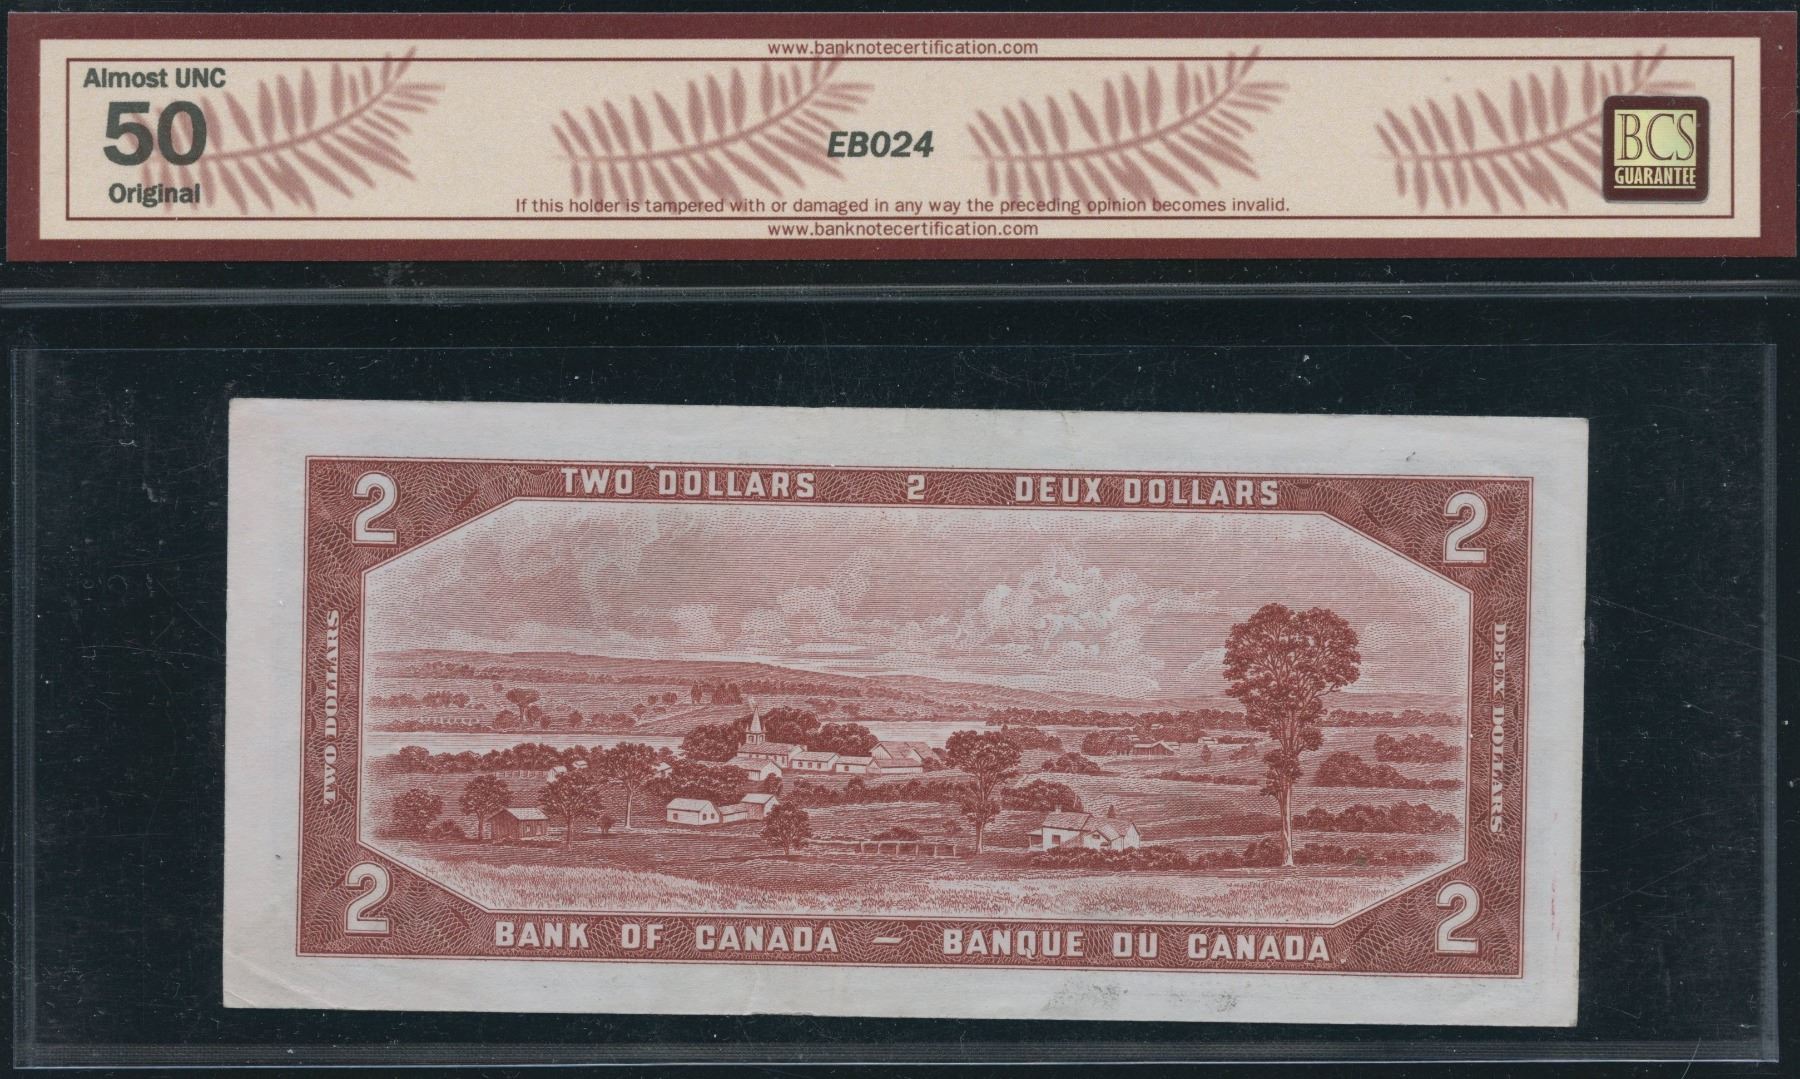 www.banknotecertification.com
Almost UNC
50
Original
EB024
BCS
GUARANTEE
If this holder is tampered with or damaged in any way the preceding opinion becomes invalid.
www.banknotecertification.com
TWO DOLLARS 2 DEUX DOLLARS
2
2
TWO DOLLARS
DEUX DOLLARS
2
2
BANK OF CANADA — BANQUE DU CANADA